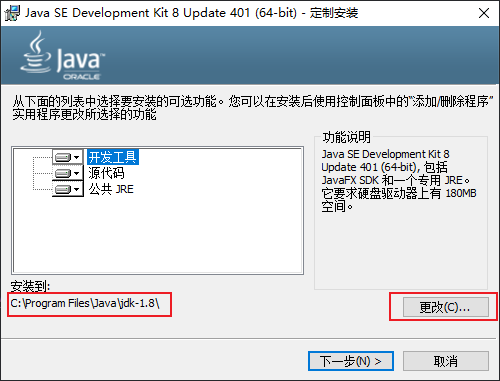 Java SE Development Kit 8 Update 401 (64-bit) - 定制安装
Java
ORACLE
从下面的列表中选择要安装的可选功能。您可以在安装后使用控制面板中的“添加/删除程序”
实用程序更改所选择的功能
开发工具
源代码
公共 JRE
功能说明
Java SE Development Kit 8
Update 401 (64-bit), 包括
JavaFX SDK 和一个专用 JRE。
它要求硬盘驱动器上有 180MB
空间。
安装到:
C:\Program Files\Java\jdk-1.8\
更改(C)...
下一步(N) >
取消